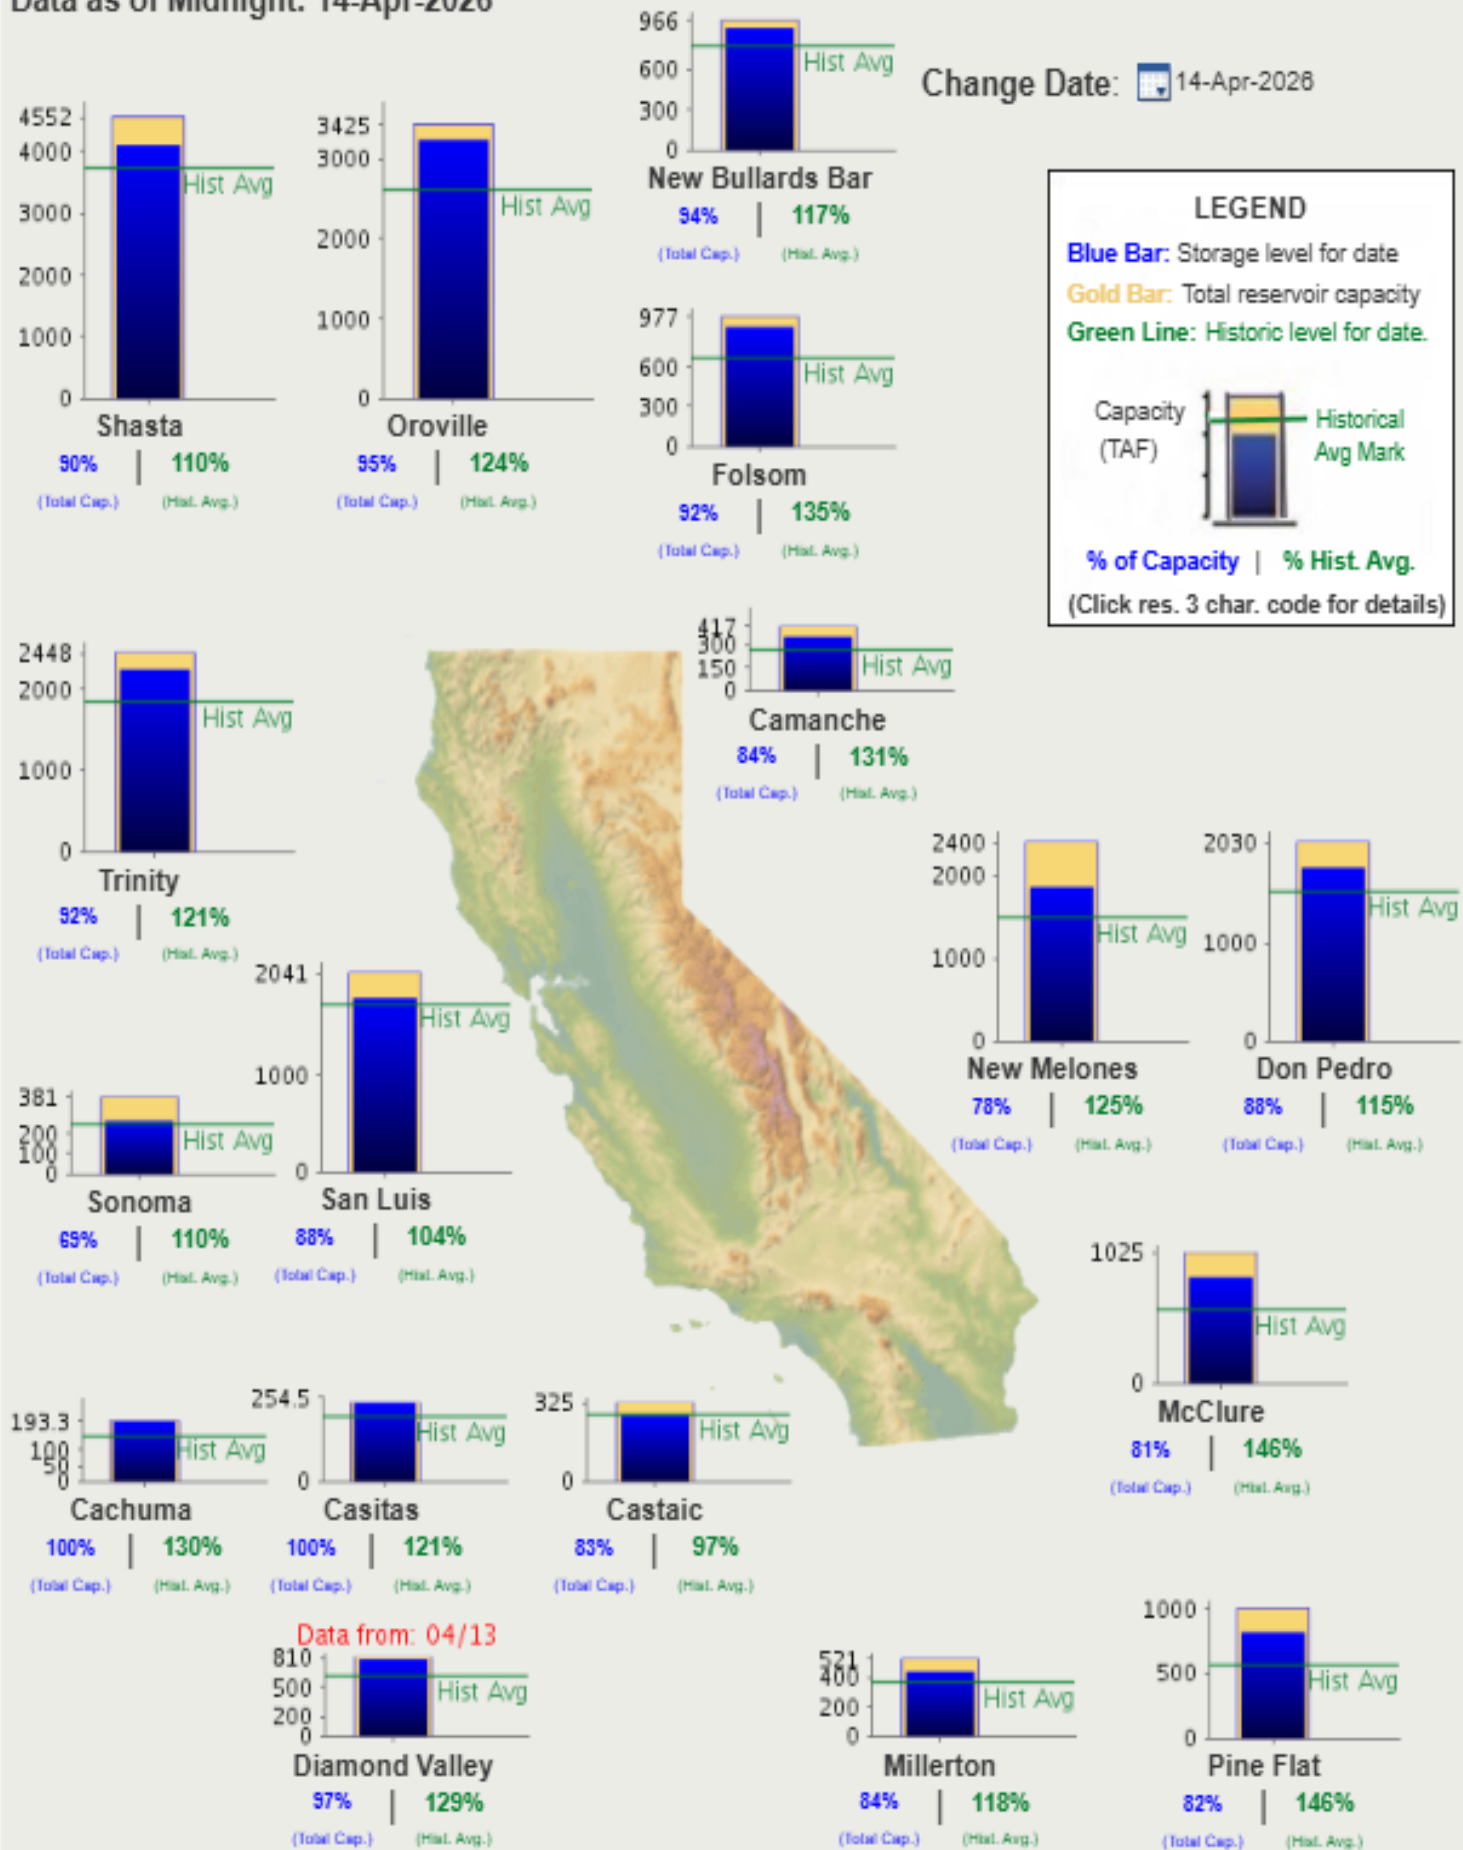 Data as of Midnight: 14-Apr-2026
966
600
300
0
Hist Avg
New Bullards Bar
94% | 117%
(Total Cap.) (Hist. Avg.)
Change Date: 14-Apr-2026
4552
4000
3000
2000
1000
0
Hist Avg
Shasta
90% | 110%
(Total Cap.) (Hist. Avg.)
3425
3000
2000
1000
0
Hist Avg
Oroville
95% | 124%
(Total Cap.) (Hist. Avg.)
977
600
300
0
Hist Avg
Folsom
92% | 135%
(Total Cap.) (Hist. Avg.)
LEGEND
Blue Bar: Storage level for date
Gold Bar: Total reservoir capacity
Green Line: Historic level for date.
Capacity
(TAF)
Historical
Avg Mark
% of Capacity | % Hist. Avg.
(Click res. 3 char. code for details)
2448
2000
1000
0
Hist Avg
Trinity
92% | 121%
(Total Cap.) (Hist. Avg.)
417
300
150
0
Hist Avg
Camanche
84% | 131%
(Total Cap.) (Hist. Avg.)
2400
2000
1000
0
Hist Avg
New Melones
78% | 125%
(Total Cap.) (Hist. Avg.)
2030
1000
0
Hist Avg
Don Pedro
88% | 115%
(Total Cap.) (Hist. Avg.)
381
200
100
0
Hist Avg
Sonoma
69% | 110%
(Total Cap.) (Hist. Avg.)
2041
1000
0
Hist Avg
San Luis
88% | 104%
(Total Cap.) (Hist. Avg.)
1025
0
Hist Avg
McClure
81% | 146%
(Total Cap.) (Hist. Avg.)
193.3
100
50
0
Hist Avg
Cachuma
100% | 130%
(Total Cap.) (Hist. Avg.)
254.5
0
Hist Avg
Casitas
100% | 121%
(Total Cap.) (Hist. Avg.)
325
0
Hist Avg
Castaic
83% | 97%
(Total Cap.) (Hist. Avg.)
Data from: 04/13
810
500
200
0
Hist Avg
Diamond Valley
97% | 129%
(Total Cap.) (Hist. Avg.)
521
400
200
0
Hist Avg
Millerton
84% | 118%
(Total Cap.) (Hist. Avg.)
1000
500
0
Hist Avg
Pine Flat
82% | 146%
(Total Cap.) (Hist. Avg.)